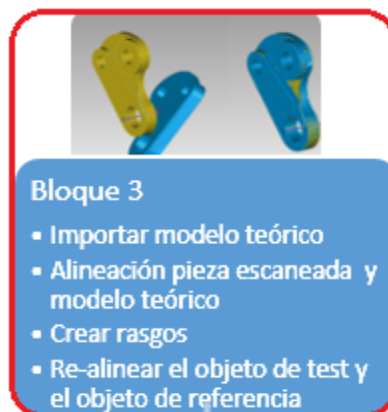 Bloque 3
• Importar modelo teórico
• Alineación pieza escaneada y
modelo teórico
• Crear rasgos
• Re-alinear el objeto de test y
el objeto de referencia